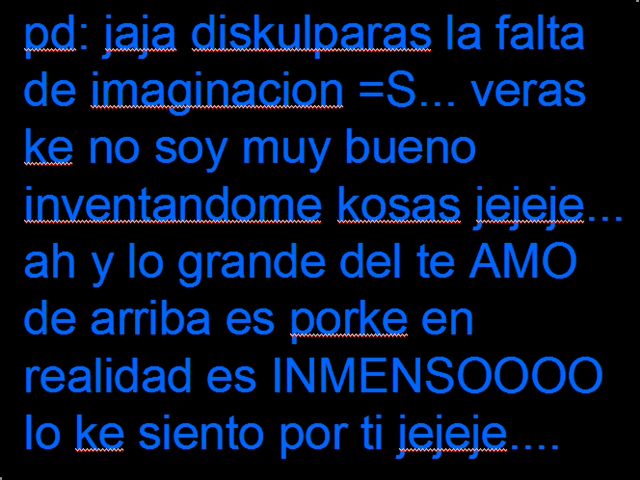 pd: jaja diskulparas la falta
de imaginacion =S... veras
ke no soy muy bueno
inventandome kosas jejeje...
ah y lo grande del te AMO
de arriba es porke en
realidad es INMENSOOOO
lo ke siento por ti jejeje....